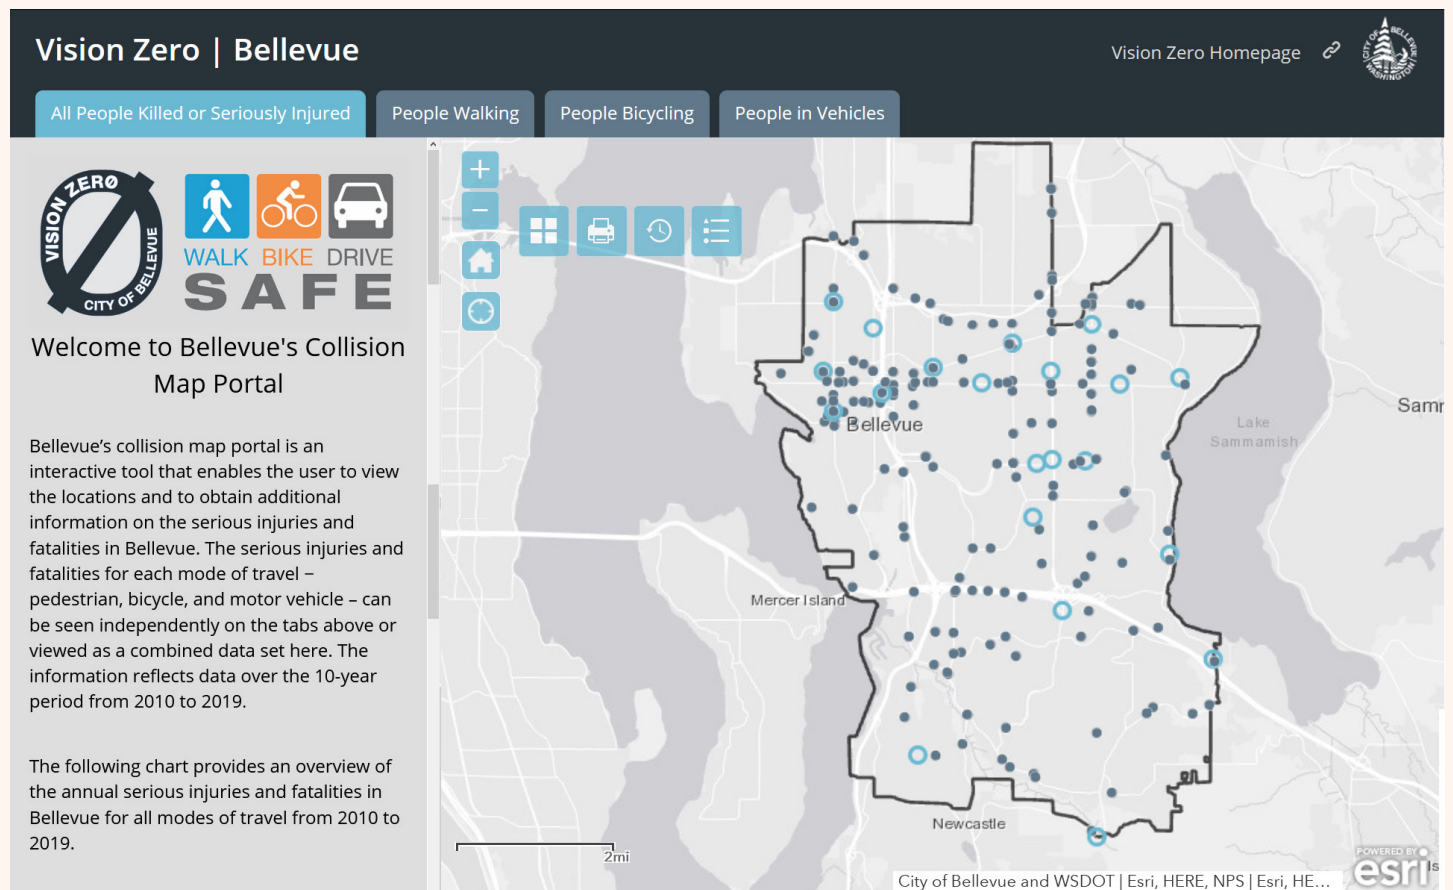 Vision Zero | Bellevue
Vision Zero Homepage
CITY OF BELLEVUE
WASHINGTON
All People Killed or Seriously Injured
People Walking
People Bicycling
People in Vehicles
VISION ZERO
CITY OF BELLEVUE
WALK BIKE DRIVE
SAFE
Welcome to Bellevue's Collision
Map Portal
Bellevue’s collision map portal is an
interactive tool that enables the user to view
the locations and to obtain additional
information on the serious injuries and
fatalities in Bellevue. The serious injuries and
fatalities for each mode of travel –
pedestrian, bicycle, and motor vehicle – can
be seen independently on the tabs above or
viewed as a combined data set here. The
information reflects data over the 10-year
period from 2010 to 2019.
The following chart provides an overview of
the annual serious injuries and fatalities in
Bellevue for all modes of travel from 2010 to
2019.
+
−
Bellevue
Lake
Sammamish
Samr
Mercer Island
Newcastle
2mi
POWERED BY
esri
Is
City of Bellevue and WSDOT | Esri, HERE, NPS | Esri, HE...